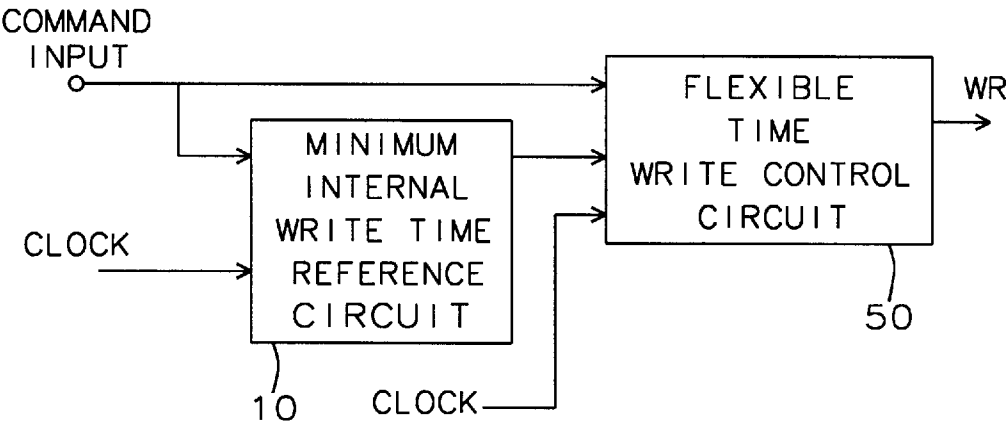 COMMAND
INPUT
FLEXIBLE
TIME
WRITE CONTROL
CIRCUIT
WR
MINIMUM
INTERNAL
WRITE TIME
REFERENCE
CIRCUIT
CLOCK
50
10
CLOCK